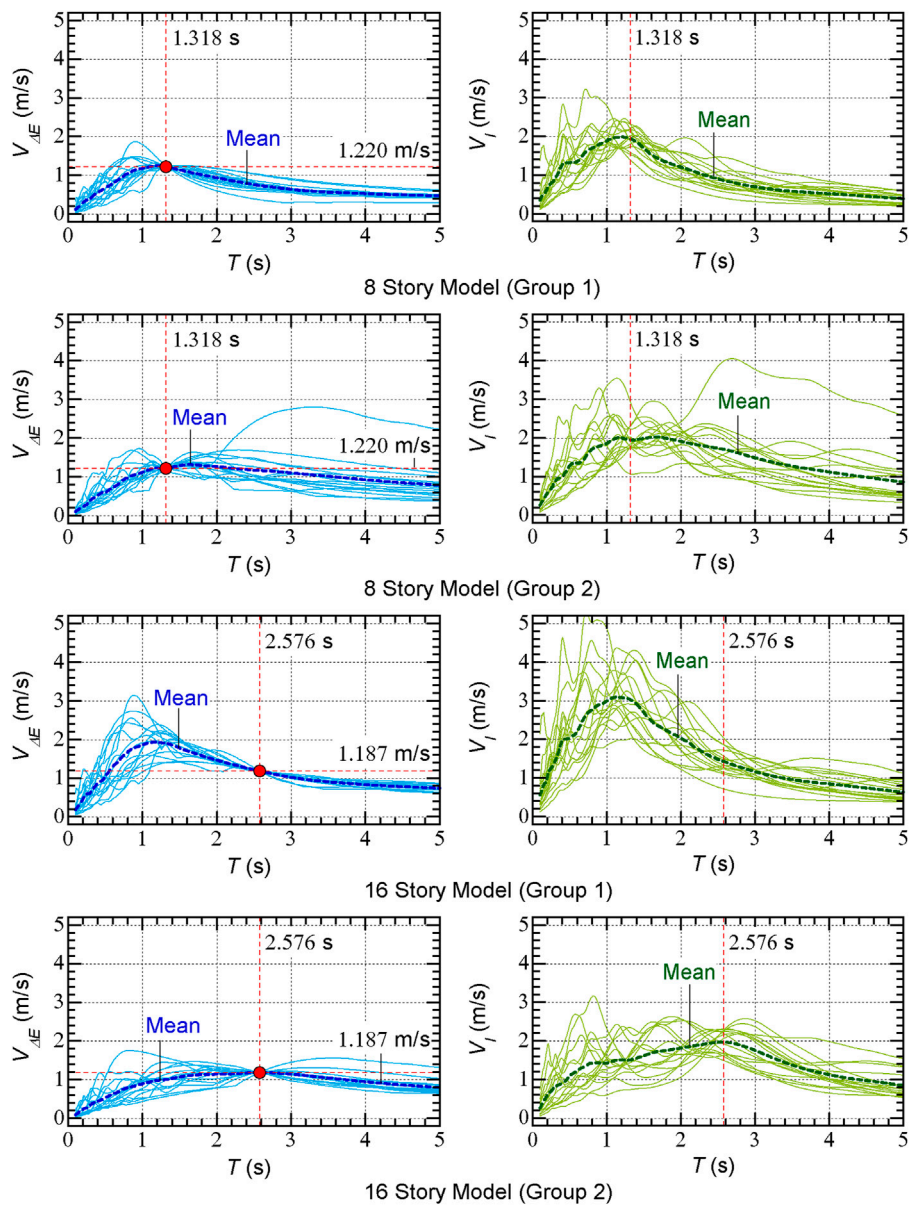 5
4
3
2
1
0
V_ΔE (m/s)
1.318 s
Mean
1.220 m/s
0 1 2 3 4 5
T (s)
5
4
3
2
1
0
V_I (m/s)
1.318 s
Mean
0 1 2 3 4 5
T (s)
8 Story Model (Group 1)
5
4
3
2
1
0
V_ΔE (m/s)
1.318 s
Mean
1.220 m/s
0 1 2 3 4 5
T (s)
5
4
3
2
1
0
V_I (m/s)
1.318 s
Mean
0 1 2 3 4 5
T (s)
8 Story Model (Group 2)
5
4
3
2
1
0
V_ΔE (m/s)
2.576 s
Mean
1.187 m/s
0 1 2 3 4 5
T (s)
5
4
3
2
1
0
V_I (m/s)
2.576 s
Mean
0 1 2 3 4 5
T (s)
16 Story Model (Group 1)
5
4
3
2
1
0
V_ΔE (m/s)
2.576 s
Mean
1.187 m/s
0 1 2 3 4 5
T (s)
5
4
3
2
1
0
V_I (m/s)
2.576 s
Mean
0 1 2 3 4 5
T (s)
16 Story Model (Group 2)